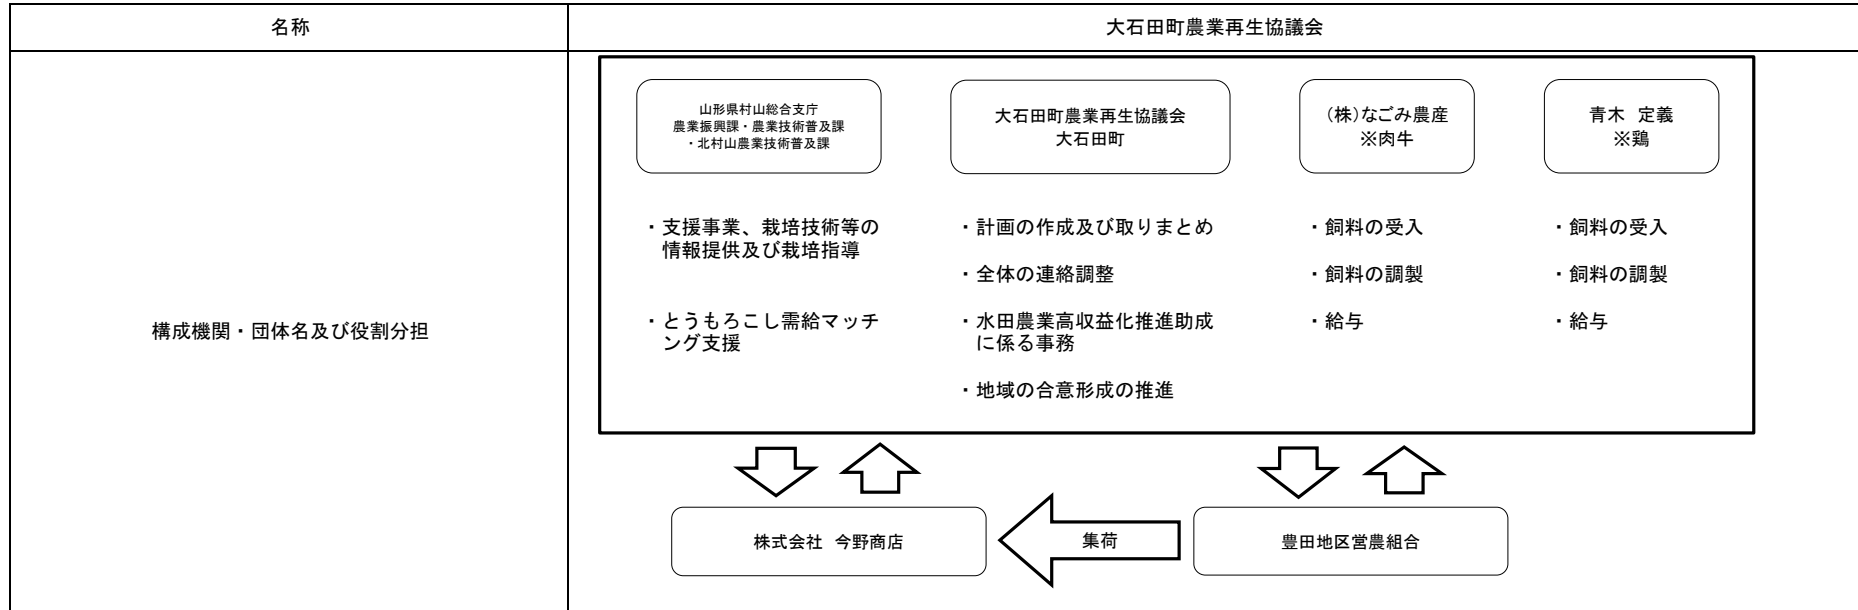 名称
大石田町農業再生協議会
構成機関・団体名及び役割分担
山形県村山総合支庁
農業振興課・農業技術普及課
・北村山農業技術普及課
大石田町農業再生協議会
大石田町
(株)なごみ農産
※肉牛
青木 定義
※鶏
・支援事業、栽培技術等の
情報提供及び栽培指導
・とうもろこし需給マッチ
ング支援
・計画の作成及び取りまとめ
・全体の連絡調整
・水田農業高収益化推進助成
に係る事務
・地域の合意形成の推進
・飼料の受入
・飼料の調製
・給与
・飼料の受入
・飼料の調製
・給与
株式会社 今野商店
集荷
豊田地区営農組合